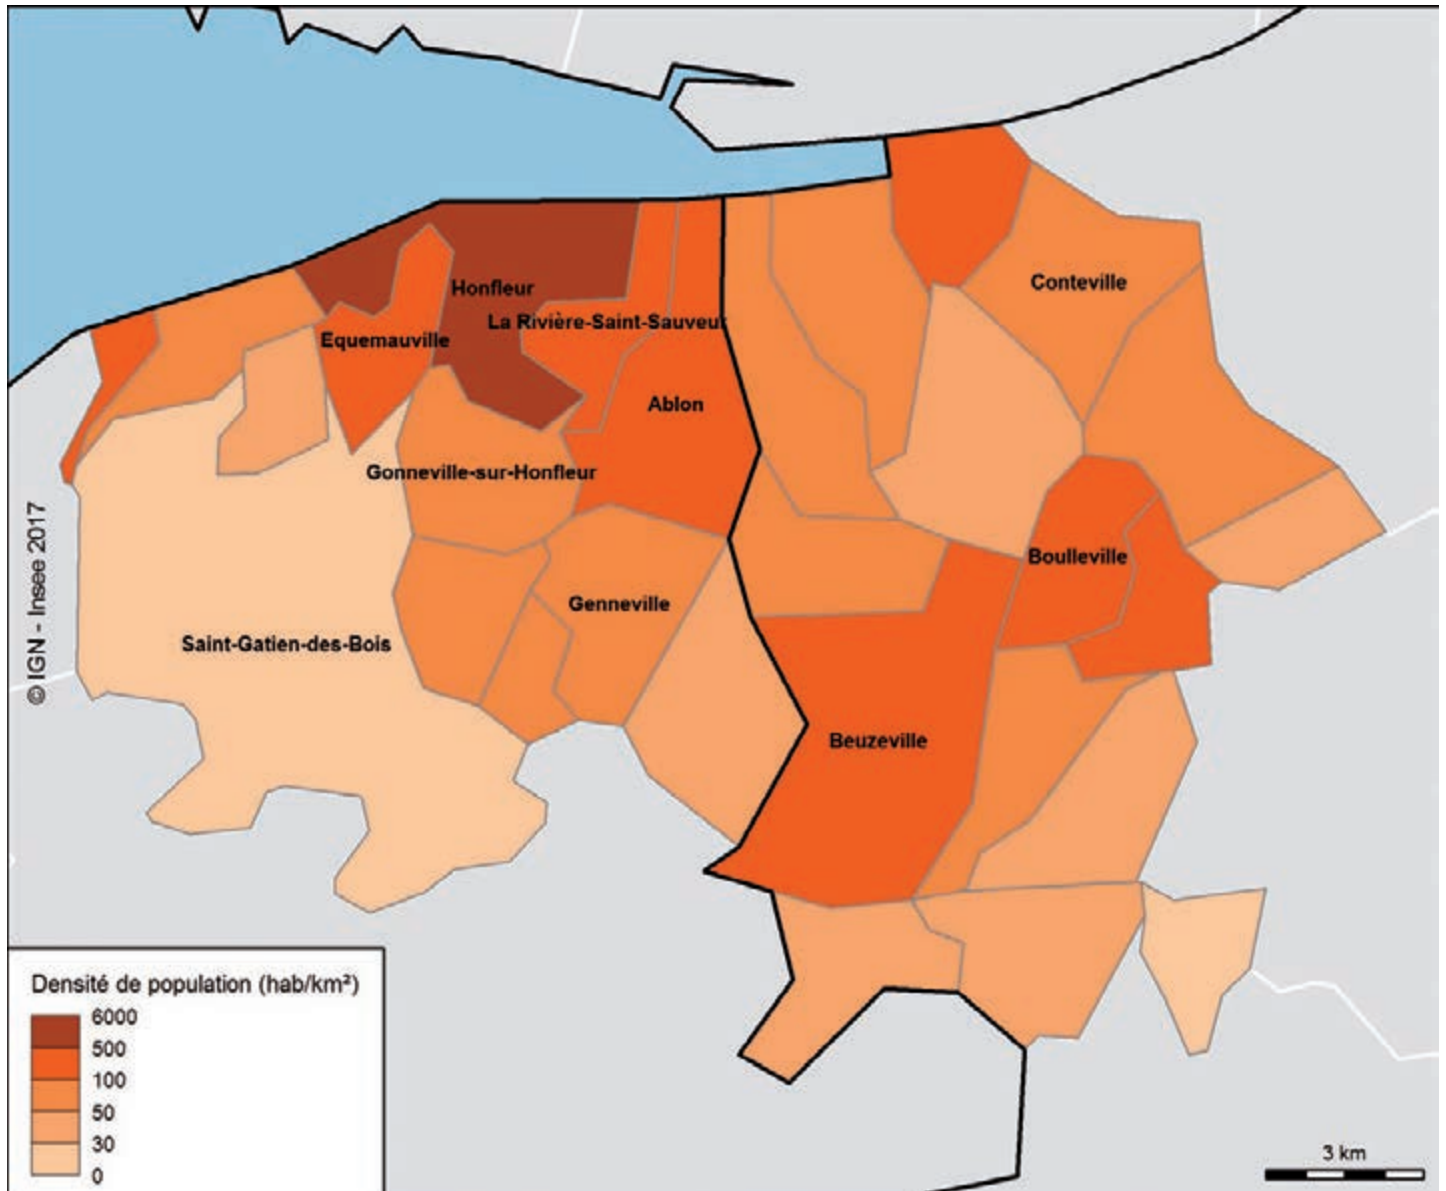 Conteville
Honfleur
La Rivière-Saint-Sauveur
Equemauville
Ablon
Gonneville-sur-Honfleur
Boulleville
Genneville
Saint-Gatien-des-Bois
Beuzeville
© IGN - Insee 2017
Densité de population (hab/km²)
6000
500
100
50
30
0
3 km